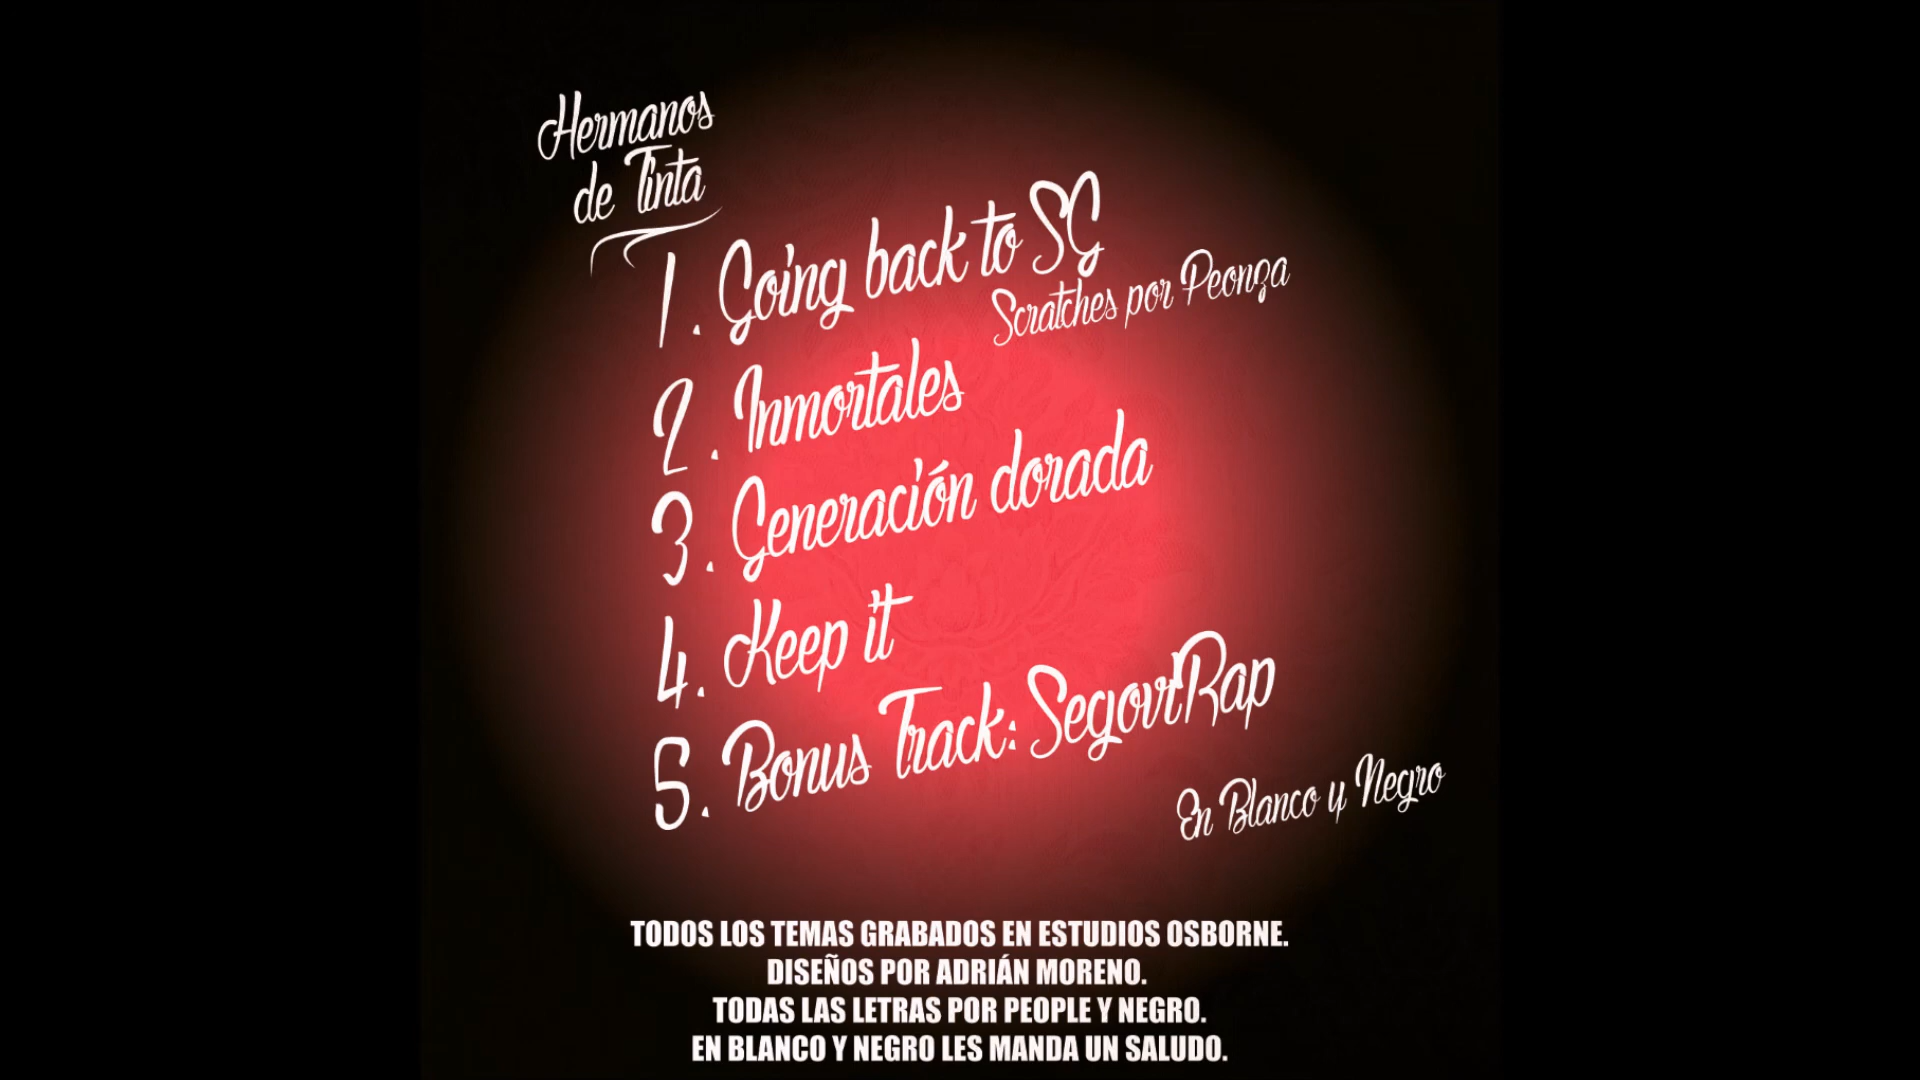 Hermanos
de Tinta
1. Going back to SG
Scratches por Peonza
2. Inmortales
3. Generación dorada
4. Keep it
5. Bonus Track: SegoviRap
En Blanco y Negro
TODOS LOS TEMAS GRABADOS EN ESTUDIOS OSBORNE.
DISEÑOS POR ADRIÁN MORENO.
TODAS LAS LETRAS POR PEOPLE Y NEGRO.
EN BLANCO Y NEGRO LES MANDA UN SALUDO.